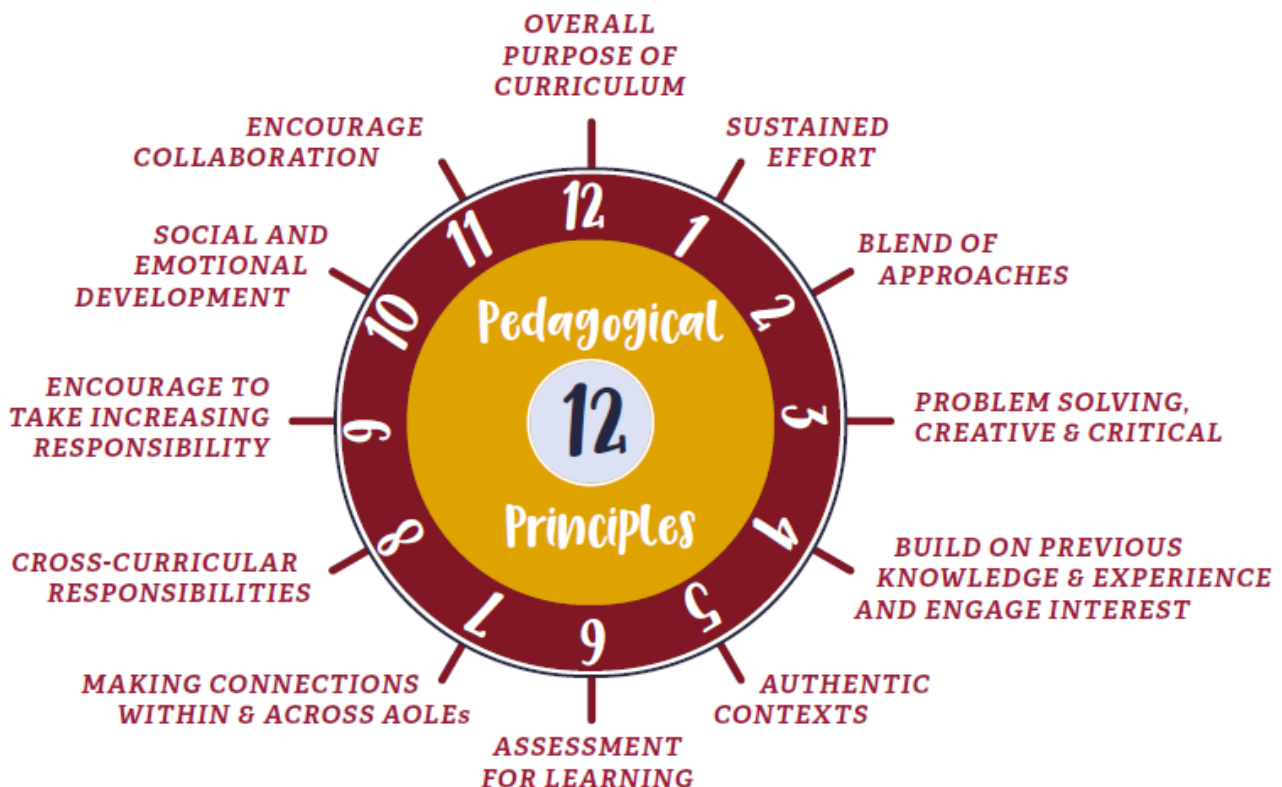 OVERALL
PURPOSE OF
CURRICULUM
SUSTAINED
EFFORT
BLEND OF
APPROACHES
PROBLEM SOLVING,
CREATIVE & CRITICAL
BUILD ON PREVIOUS
KNOWLEDGE & EXPERIENCE
AND ENGAGE INTEREST
AUTHENTIC
CONTEXTS
ASSESSMENT
FOR LEARNING
MAKING CONNECTIONS
WITHIN & ACROSS AOLEs
CROSS-CURRICULAR
RESPONSIBILITIES
ENCOURAGE TO
TAKE INCREASING
RESPONSIBILITY
SOCIAL AND
EMOTIONAL
DEVELOPMENT
ENCOURAGE
COLLABORATION
12
1
2
3
4
5
6
7
8
9
10
11
Pedagogical
12
Principles